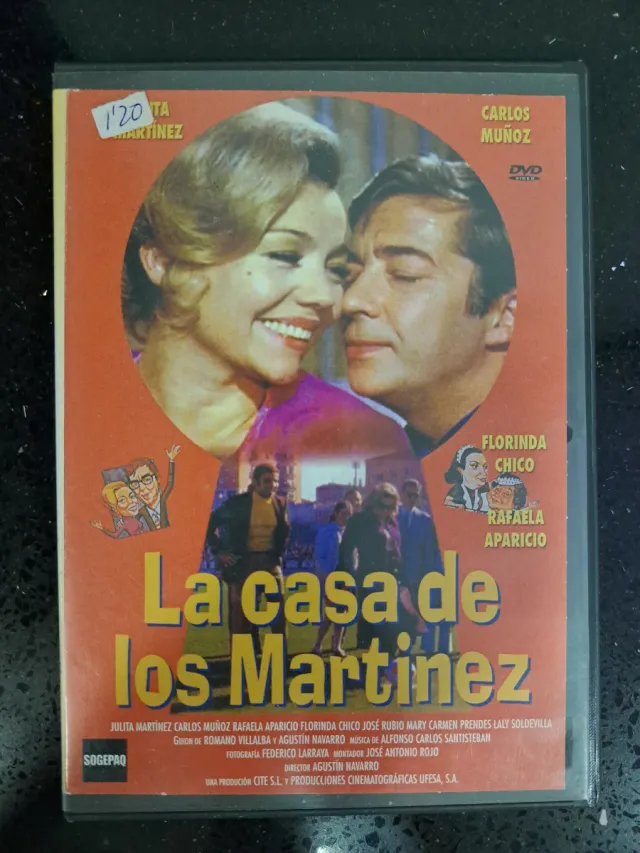 1'20
MARTÍNEZ
CARLOS
MUÑOZ
DVD
VIDEO
FLORINDA
CHICO
RAFAELA
APARICIO
La casa de
los Martinez
JULITA MARTÍNEZ CARLOS MUÑOZ RAFAELA APARICIO FLORINDA CHICO JOSÉ RUBIO MARY CARMEN PRENDES LALY SOLDEVILLA
GUION DE ROMANO VILLALBA Y AGUSTÍN NAVARRO MÚSICA DE ALFONSO CARLOS SANTISTEBAN
FOTOGRAFÍA FEDERICO LARRAYA MONTADOR JOSÉ ANTONIO ROJO
DIRECTOR AGUSTÍN NAVARRO
UNA PRODUCIÓN CITE S.L. Y PRODUCCIONES CINEMATOGRÁFICAS UFESA, S.A.
SOGEPAQ